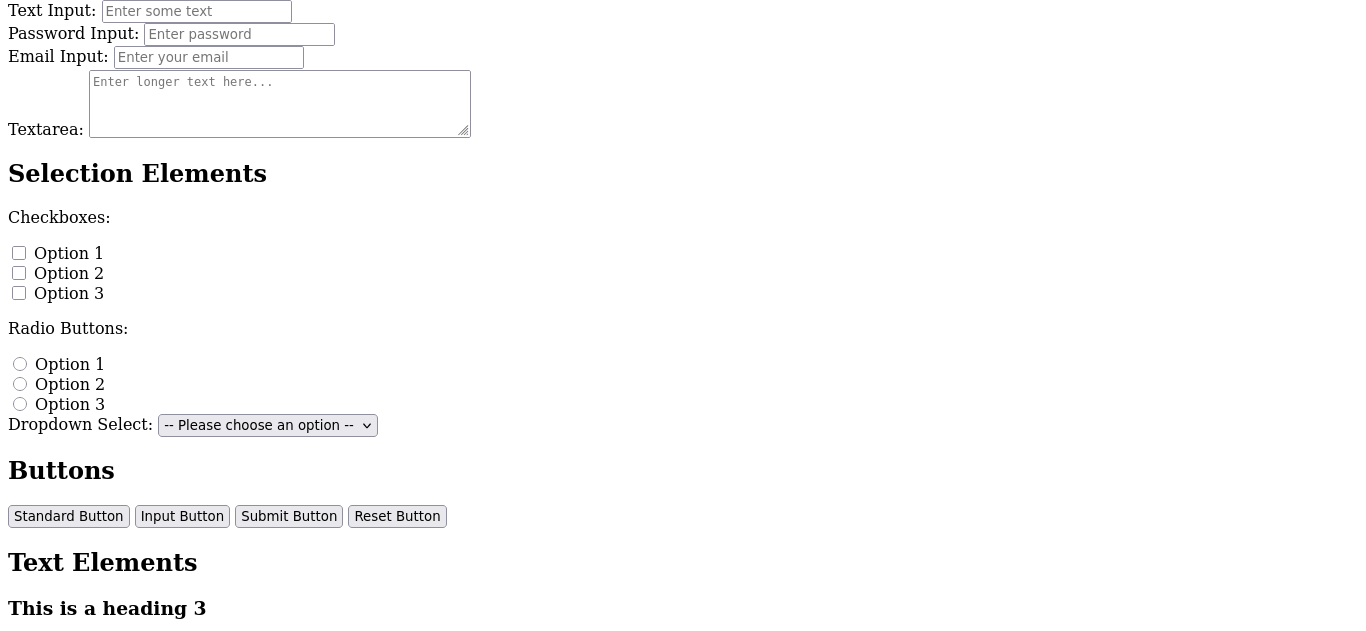 Text Input: Enter some text
Password Input: Enter password
Email Input: Enter your email
Enter longer text here...
Textarea:
Selection Elements
Checkboxes:
Option 1
Option 2
Option 3
Radio Buttons:
Option 1
Option 2
Option 3
Dropdown Select: -- Please choose an option --
Buttons
Standard Button Input Button Submit Button Reset Button
Text Elements
This is a heading 3